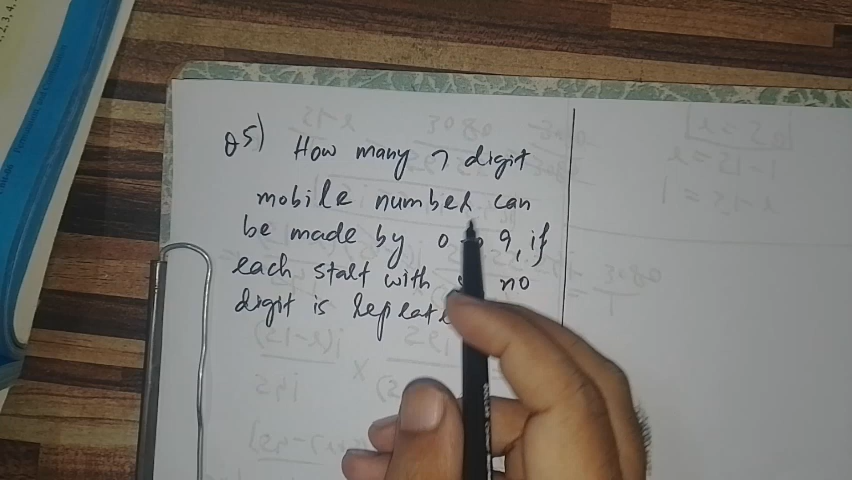 Q5) How many 7 digit
mobile number can
be made by 0 9, if
each start with no
digit is